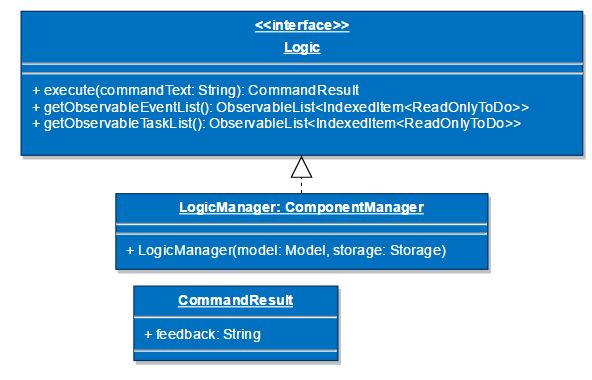 <<interface>>
Logic
+ execute(commandText: String): CommandResult
+ getObservableEventList(): ObservableList<IndexedItem<ReadOnlyToDo>>
+ getObservableTaskList(): ObservableList<IndexedItem<ReadOnlyToDo>>
LogicManager: ComponentManager
+ LogicManager(model: Model, storage: Storage)
CommandResult
+ feedback: String